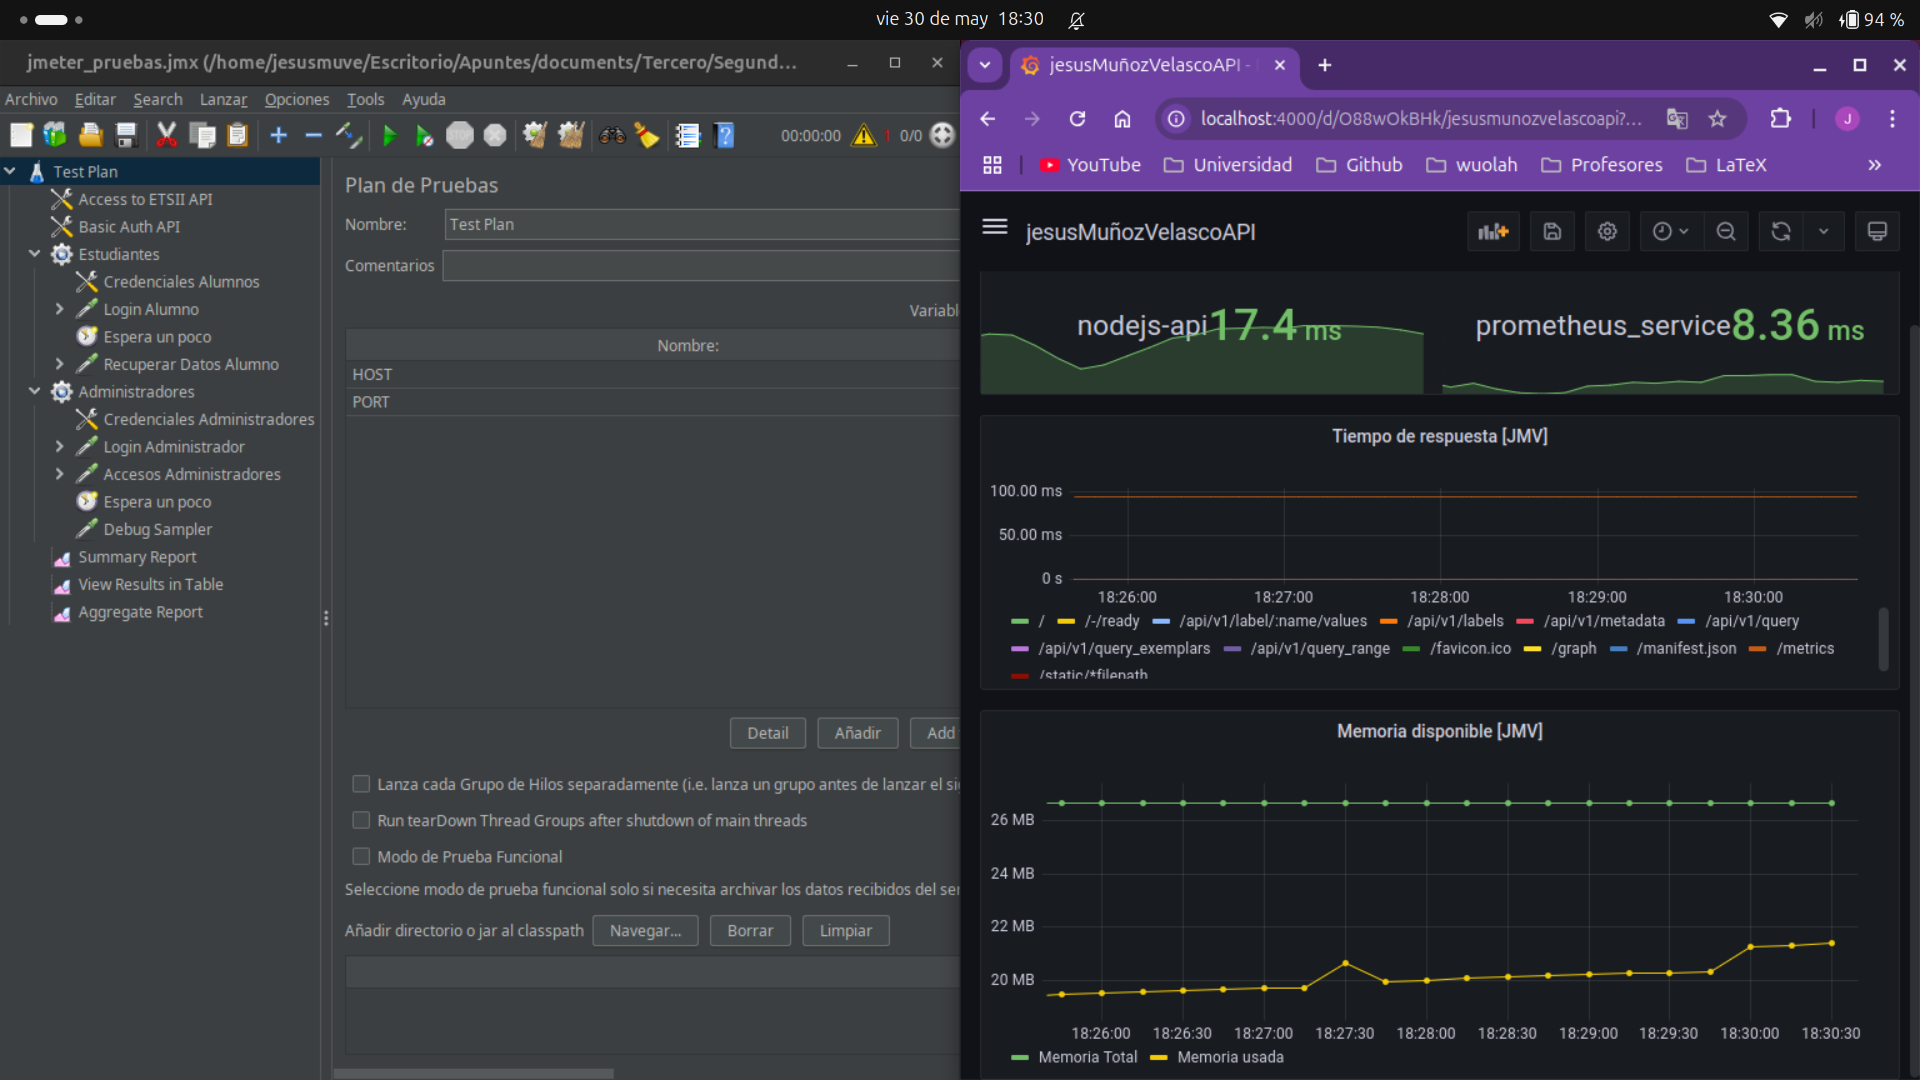 vie 30 de may 18:30
94 %
jmeter_pruebas.jmx (/home/jesusmuve/Escritorio/Apuntes/documents/Tercero/Segund...
Archivo Editar Search Lanzar Opciones Tools Ayuda
00:00:00 1 0/0
Test Plan
Access to ETSII API
Basic Auth API
Estudiantes
Credenciales Alumnos
Login Alumno
Espera un poco
Recuperar Datos Alumno
Administradores
Credenciales Administradores
Login Administrador
Accesos Administradores
Espera un poco
Debug Sampler
Summary Report
View Results in Table
Aggregate Report
Plan de Pruebas
Nombre: Test Plan
Comentarios
Variabl
Nombre:
HOST
PORT
Detail Añadir Add
Lanza cada Grupo de Hilos separadamente (i.e. lanza un grupo antes de lanzar el si
Run tearDown Thread Groups after shutdown of main threads
Modo de Prueba Funcional
Seleccione modo de prueba funcional solo si necesita archivar los datos recibidos del ser
Añadir directorio o jar al classpath Navegar... Borrar Limpiar
jesusMuñozVelascoAPI -
localhost:4000/d/O88wOkBHk/jesusmunozvelascoapi?...
J
YouTube Universidad Github wuolah Profesores LaTeX »
jesusMuñozVelascoAPI
nodejs-api 17.4 ms
prometheus_service 8.36 ms
Tiempo de respuesta [JMV]
100.00 ms
50.00 ms
0 s
18:26:00 18:27:00 18:28:00 18:29:00 18:30:00
/ /-/ready /api/v1/label/:name/values /api/v1/labels /api/v1/metadata /api/v1/query
/api/v1/query_exemplars /api/v1/query_range /favicon.ico /graph /manifest.json /metrics
/static/*filepath
Memoria disponible [JMV]
26 MB
24 MB
22 MB
20 MB
18:26:00 18:26:30 18:27:00 18:27:30 18:28:00 18:28:30 18:29:00 18:29:30 18:30:00 18:30:30
Memoria Total Memoria usada